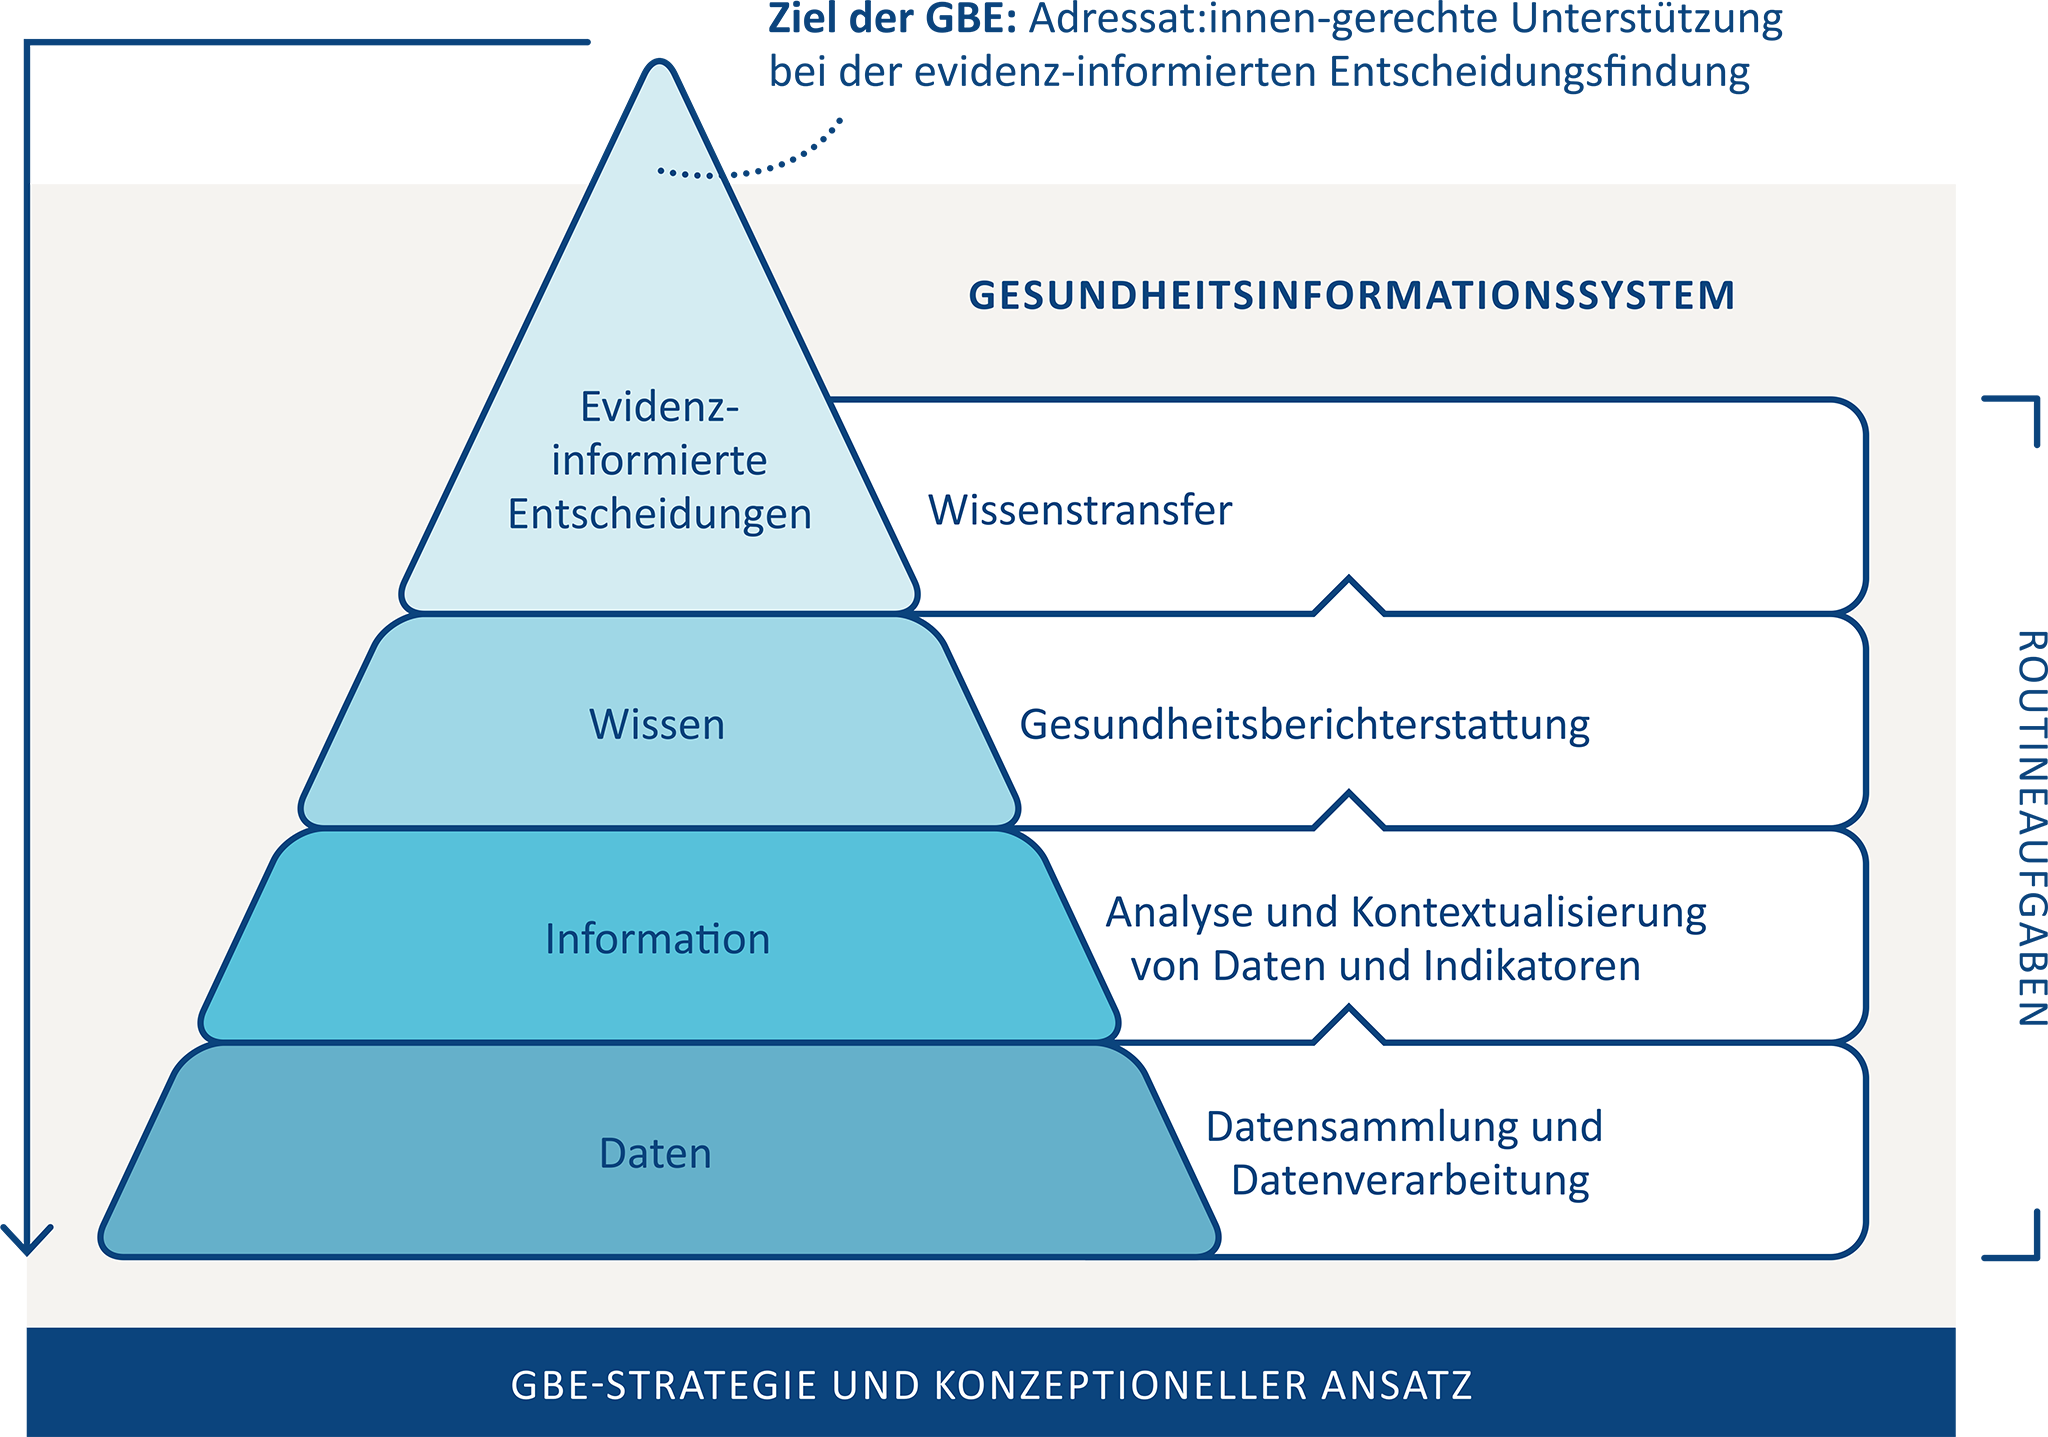 Ziel der GBE: Adressat:innen-gerechte Unterstützung
bei der evidenz-informierten Entscheidungsfindung
GESUNDHEITSINFORMATIONSSYSTEM
Evidenz-
informierte
Entscheidungen
Wissenstransfer
Wissen
Gesundheitsberichterstattung
Information
Analyse und Kontextualisierung
von Daten und Indikatoren
Daten
Datensammlung und
Datenverarbeitung
ROUTINEAUFGABEN
GBE-STRATEGIE UND KONZEPTIONELLER ANSATZ